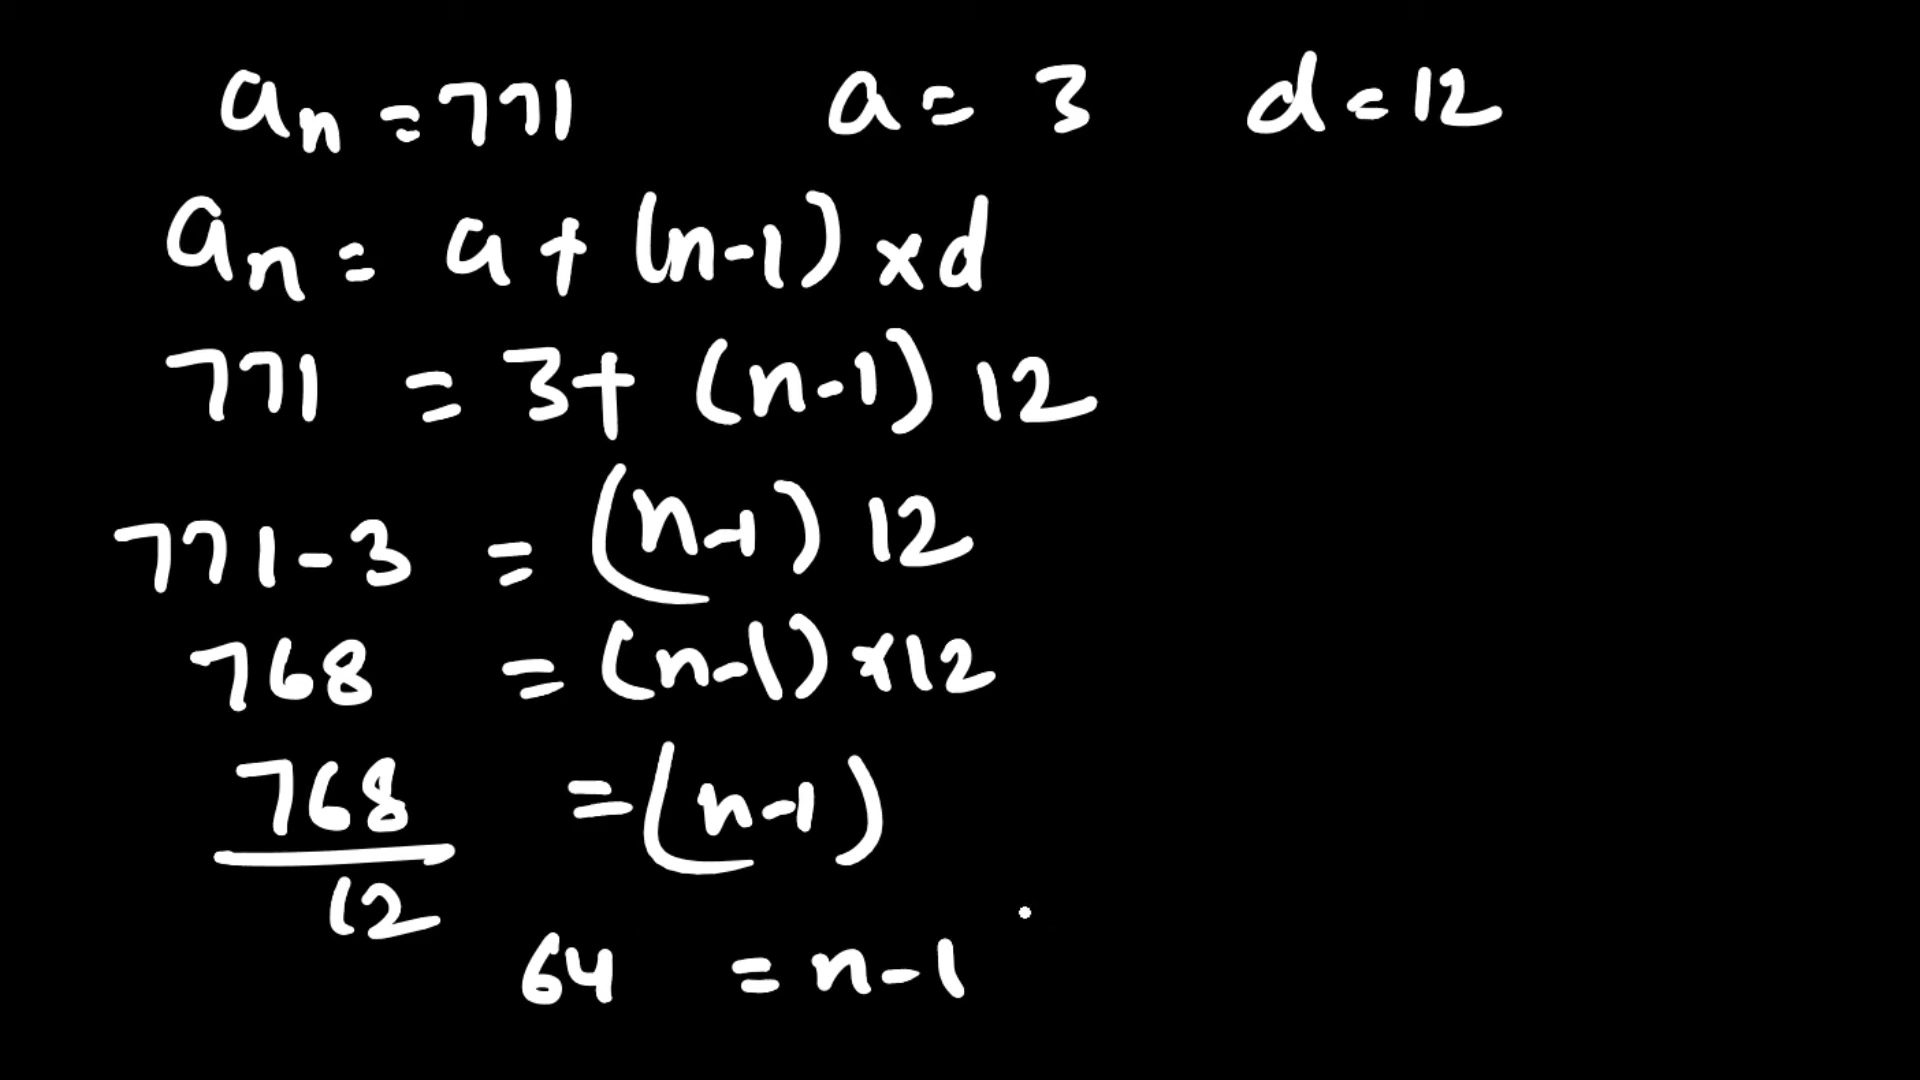 an = 771 a = 3 d = 12
an = a + (n-1) × d
771 = 3 + (n-1) 12
771 - 3 = (n-1) 12
768 = (n-1) × 12
768/12 = (n-1)
64 = n-1